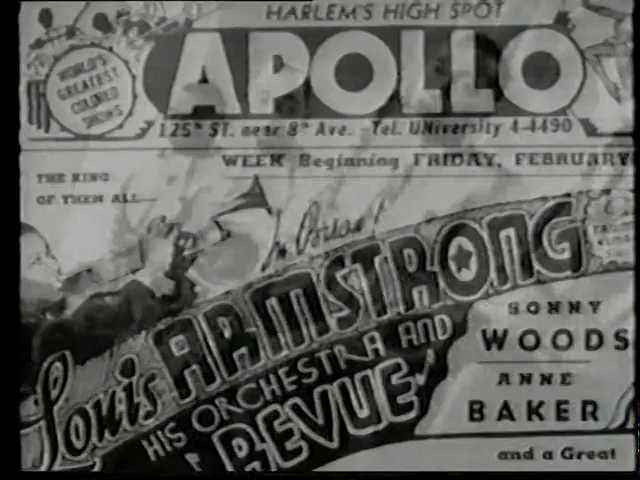 HARLEM'S HIGH SPOT
WORLD'S
GREATEST
COLORED
SHOWS
APOLLO
125th ST. near 8th Ave. - Tel. UNiversity 4-4490
WEEK Beginning FRIDAY, FEBRUARY
THE KING
OF THEM ALL...
In Person!
Louis ARMSTRONG
HIS ORCHESTRA AND
REVUE
SONNY
WOODS
ANNE
BAKER
and a Great